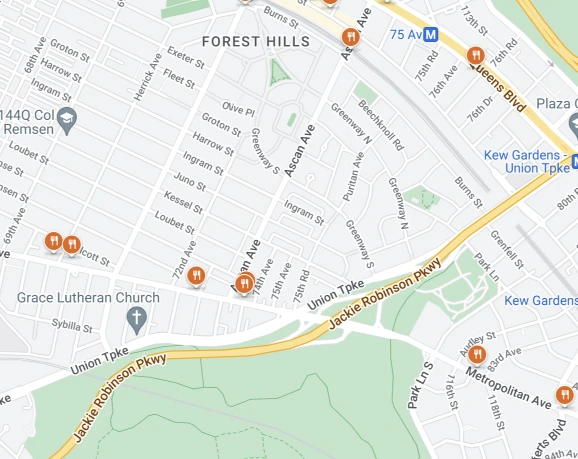 Burns St
113th St
75 Av
M
Ascan Ave
FOREST HILLS
68th Ave
Groton St
Harrow St
Ingram St
Herrick Ave
Exeter St
Fleet St
75th Rd
76th Rd
76th Ave
Queens Blvd
76th Dr
Plaza C
144Q Col
Remsen
Olive Pl
Groton St
Harrow St
Ingram St
Greenway S
Greenway N
Beechknoll Rd
Ascan Ave
Loubet St
Juno St
Kessel St
Loubet St
Ingram St
Puritan Ave
Greenway N
Kew Gardens -
Union Tpke
M
Burns St
80th
69th Ave
72nd Ave
Ascan Ave
74th Ave
75th Ave
75th Rd
Greenway S
Grenfell St
Park Ln
Union Tpke
Jackie Robinson Pkwy
Kew Gardens
Grace Lutheran Church
Sybilla St
Union Tpke
Jackie Robinson Pkwy
Audley St
83rd Ave
Park Ln S
116th St
118th St
Metropolitan Ave
84th Ave